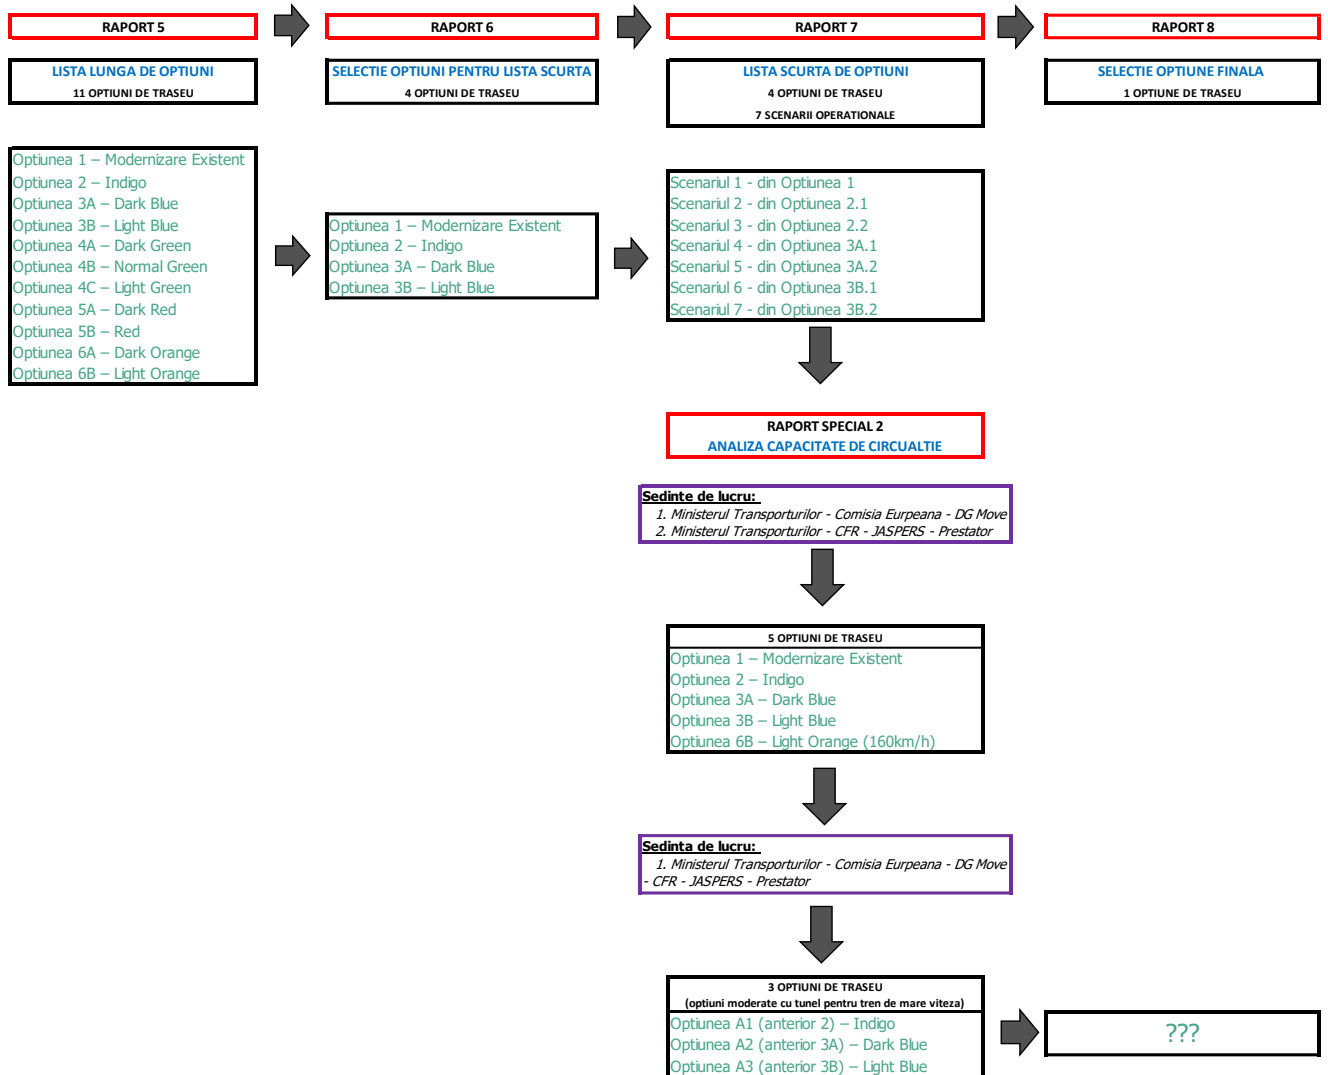 RAPORT 5
RAPORT 6
RAPORT 7
RAPORT 8
LISTA LUNGA DE OPTIUNI
11 OPTIUNI DE TRASEU
SELECTIE OPTIUNI PENTRU LISTA SCURTA
4 OPTIUNI DE TRASEU
LISTA SCURTA DE OPTIUNI
4 OPTIUNI DE TRASEU
7 SCENARII OPERATIONALE
SELECTIE OPTIUNE FINALA
1 OPTIUNE DE TRASEU
Optiunea 1 – Modernizare Existent
Optiunea 2 – Indigo
Optiunea 3A – Dark Blue
Optiunea 3B – Light Blue
Optiunea 4A – Dark Green
Optiunea 4B – Normal Green
Optiunea 4C – Light Green
Optiunea 5A – Dark Red
Optiunea 5B – Red
Optiunea 6A – Dark Orange
Optiunea 6B – Light Orange
Optiunea 1 – Modernizare Existent
Optiunea 2 – Indigo
Optiunea 3A – Dark Blue
Optiunea 3B – Light Blue
Scenariul 1 - din Optiunea 1
Scenariul 2 - din Optiunea 2.1
Scenariul 3 - din Optiunea 2.2
Scenariul 4 - din Optiunea 3A.1
Scenariul 5 - din Optiunea 3A.2
Scenariul 6 - din Optiunea 3B.1
Scenariul 7 - din Optiunea 3B.2
RAPORT SPECIAL 2
ANALIZA CAPACITATE DE CIRCUALTIE
Sedinte de lucru:
1. Ministerul Transporturilor - Comisia Eurpeana - DG Move
2. Ministerul Transporturilor - CFR - JASPERS - Prestator
5 OPTIUNI DE TRASEU
Optiunea 1 – Modernizare Existent
Optiunea 2 – Indigo
Optiunea 3A – Dark Blue
Optiunea 3B – Light Blue
Optiunea 6B – Light Orange (160km/h)
Sedinta de lucru:
1. Ministerul Transporturilor - Comisia Eurpeana - DG Move
- CFR - JASPERS - Prestator
3 OPTIUNI DE TRASEU
(optiuni moderate cu tunel pentru tren de mare viteza)
Optiunea A1 (anterior 2) – Indigo
Optiunea A2 (anterior 3A) – Dark Blue
Optiunea A3 (anterior 3B) – Light Blue
???